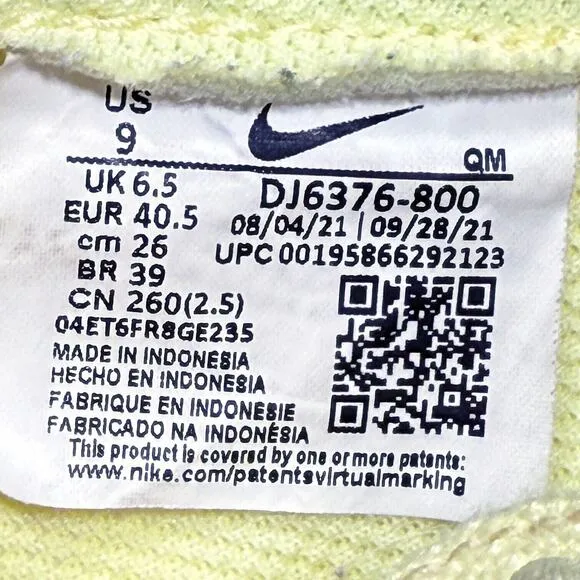 US
9
QM
UK 6.5
EUR 40.5
cm 26
BR 39
CN 260(2.5)
04ET6FR8GE235
DJ6376-800
08/04/21 | 09/28/21
UPC 00195866292123
MADE IN INDONESIA
HECHO EN INDONESIA
FABRIQUE EN INDONESIE
FABRICADO NA INDONÉSIA
This product is covered by one or more patents:
www.nike.com/patentsvirtualmarking